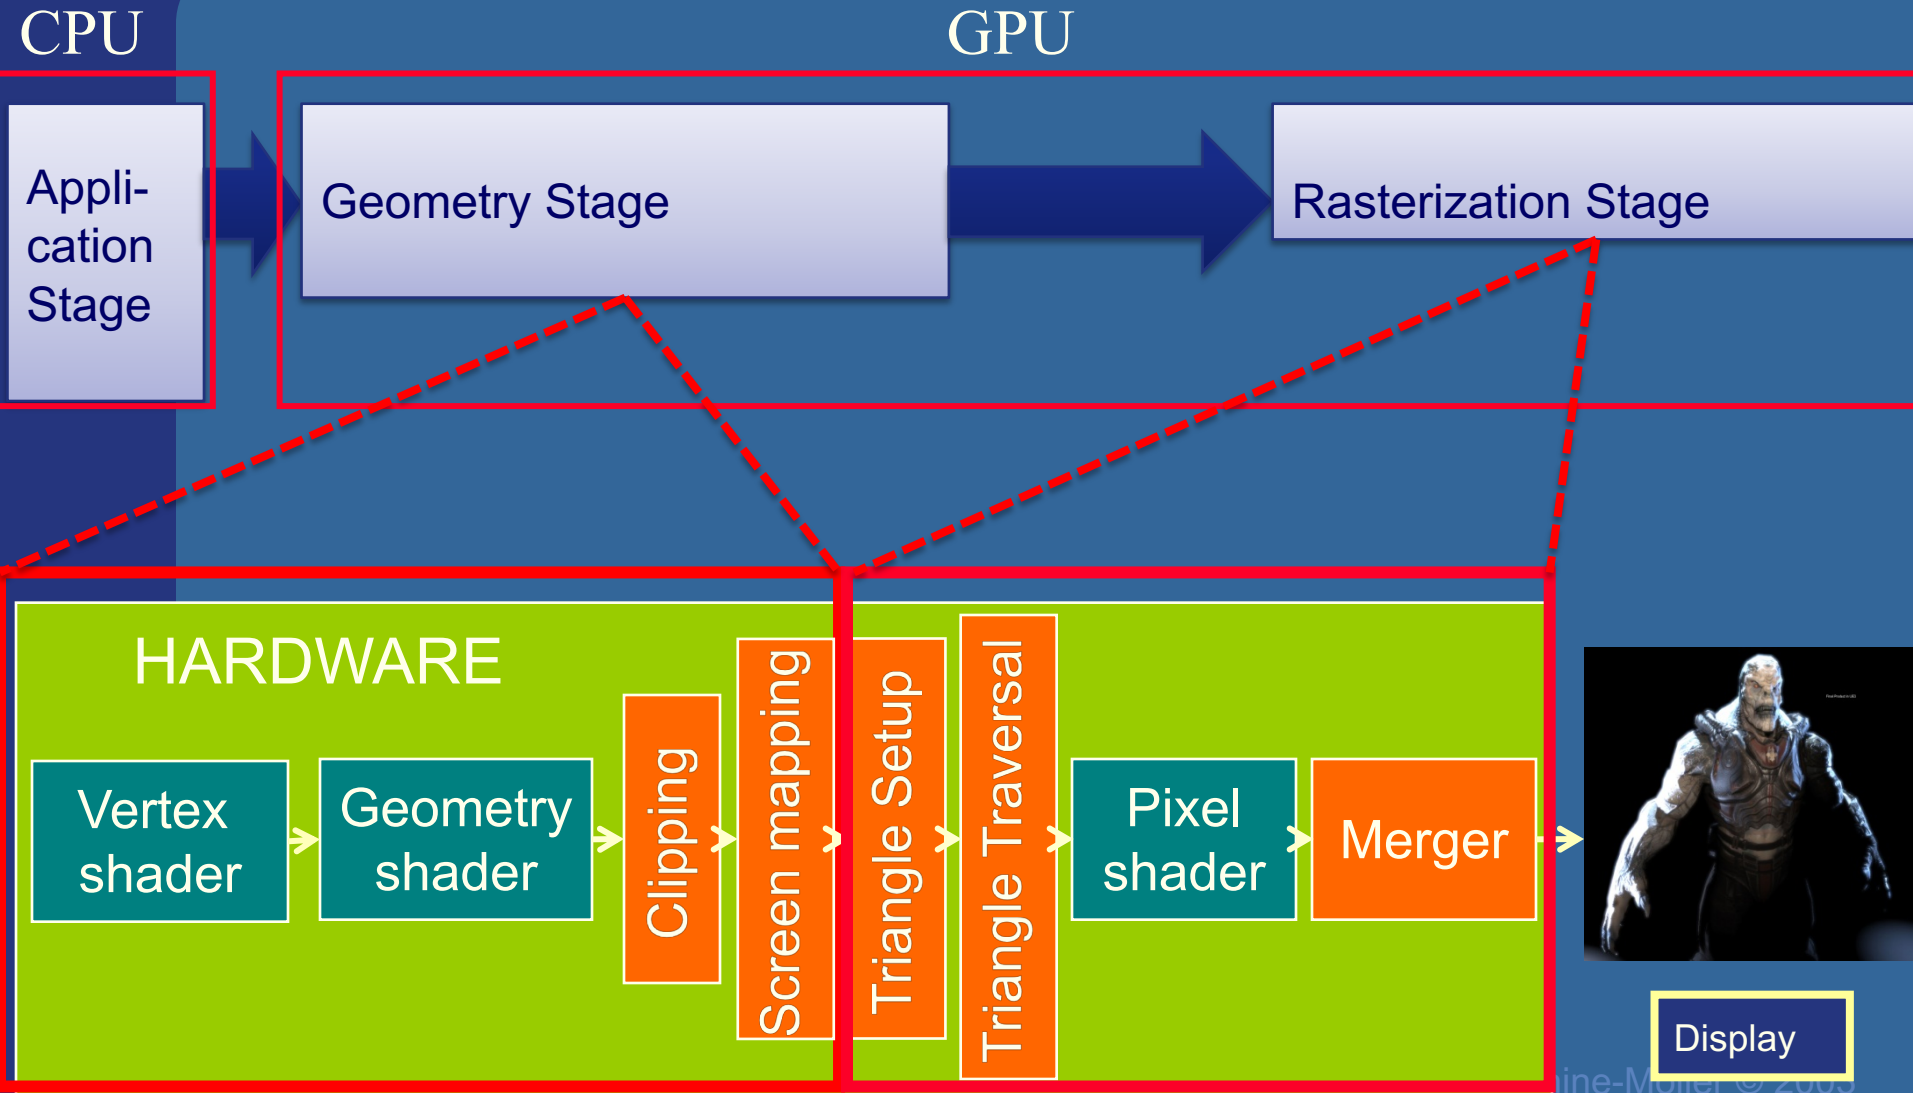 CPU
GPU
Appli-
cation
Stage
Geometry Stage
Rasterization Stage
HARDWARE
Vertex
shader
Geometry
shader
Clipping
Screen mapping
Triangle Setup
Triangle Traversal
Pixel
shader
Merger
Display
© 2003